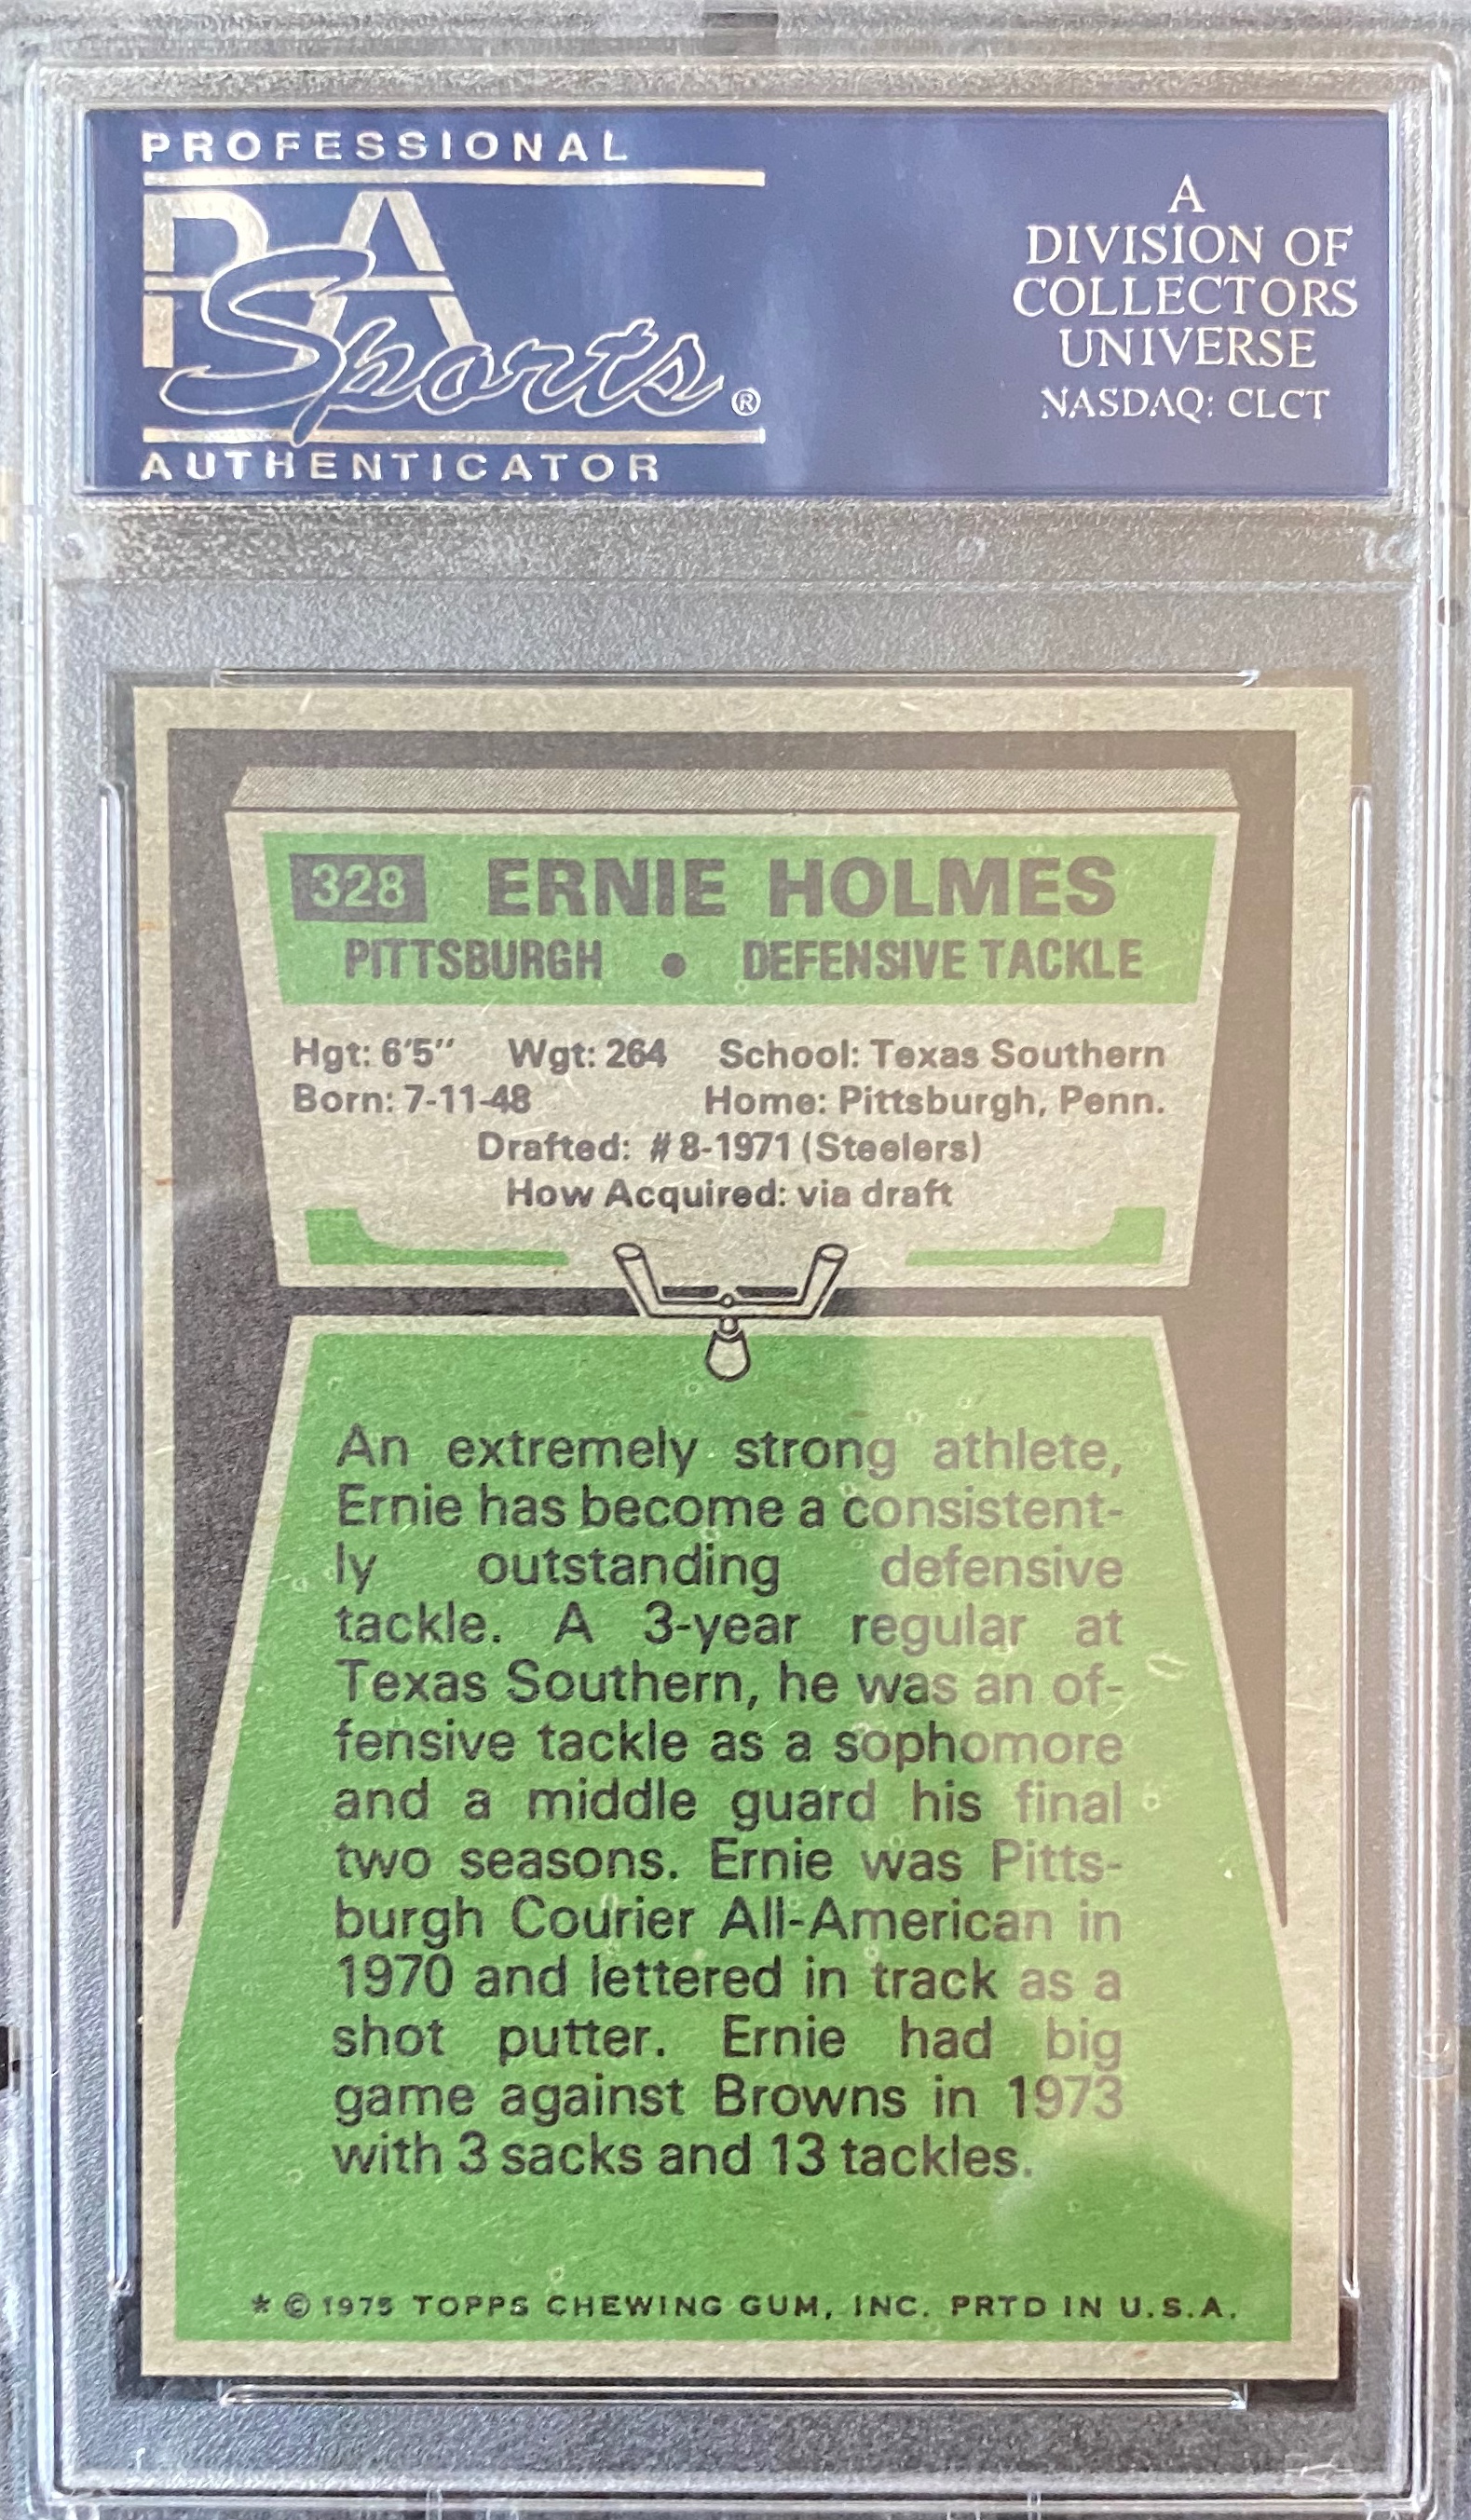 PROFESSIONAL
PSA
Sports®
AUTHENTICATOR
A
DIVISION OF
COLLECTORS
UNIVERSE
NASDAQ: CLCT
328 ERNIE HOLMES
PITTSBURGH • DEFENSIVE TACKLE
Hgt: 6'5" Wgt: 264 School: Texas Southern
Born: 7-11-48 Home: Pittsburgh, Penn.
Drafted: #8-1971 (Steelers)
How Acquired: via draft
An extremely strong athlete,
Ernie has become a consistent-
ly outstanding defensive
tackle. A 3-year regular at
Texas Southern, he was an of-
fensive tackle as a sophomore
and a middle guard his final
two seasons. Ernie was Pitts-
burgh Courier All-American in
1970 and lettered in track as a
shot putter. Ernie had big
game against Browns in 1973
with 3 sacks and 13 tackles.
* © 1975 TOPPS CHEWING GUM, INC. PRTD IN U.S.A.